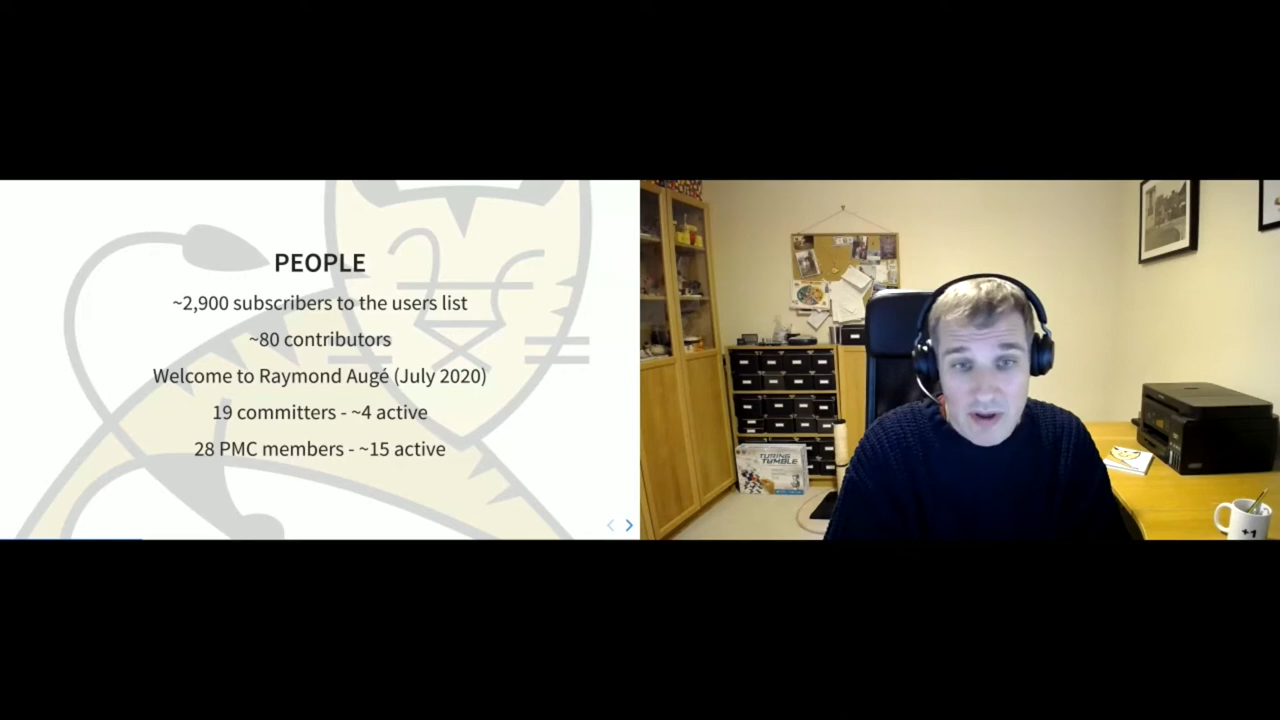 PEOPLE
~2,900 subscribers to the users list
~80 contributors
Welcome to Raymond Augé (July 2020)
19 committers - ~4 active
28 PMC members - ~15 active
TURING
TUMBLE
+1